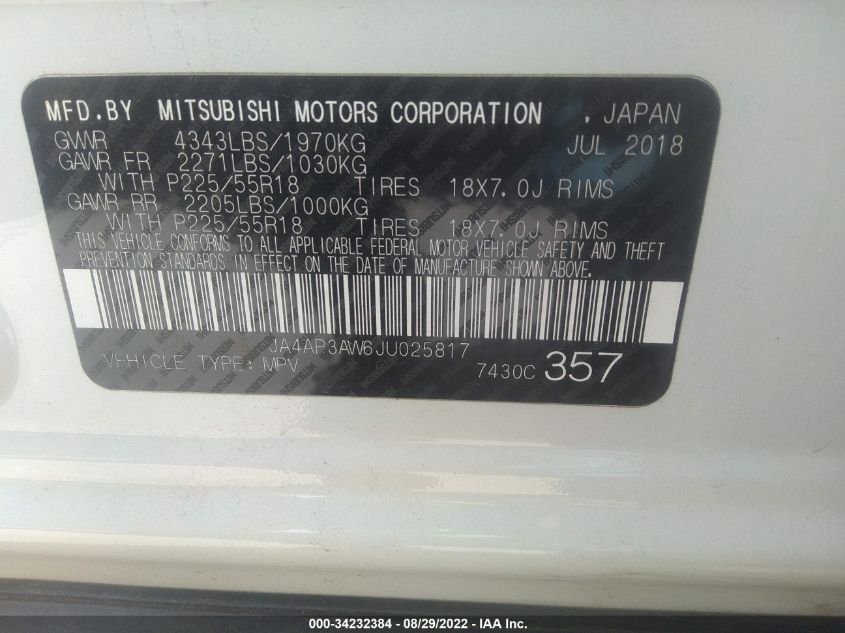 MFD.BY MITSUBISHI MOTORS CORPORATION . JAPAN
GVWR 4343LBS/1970KG JUL 2018
GAWR FR 2271LBS/1030KG
WITH P225/55R18 TIRES 18X7.0J RIMS
GAWR RR 2205LBS/1000KG
WITH P225/55R18 TIRES 18X7.0J RIMS
THIS VEHICLE CONFORMS TO ALL APPLICABLE FEDERAL MOTOR VEHICLE SAFETY AND THEFT
PREVENTION STANDARDS IN EFFECT ON THE DATE OF MANUFACTURE SHOWN ABOVE.
JA4AP3AW6JU025817
VEHICLE TYPE: MPV 7430C 357
000-34232384 - 08/29/2022 - IAA Inc.